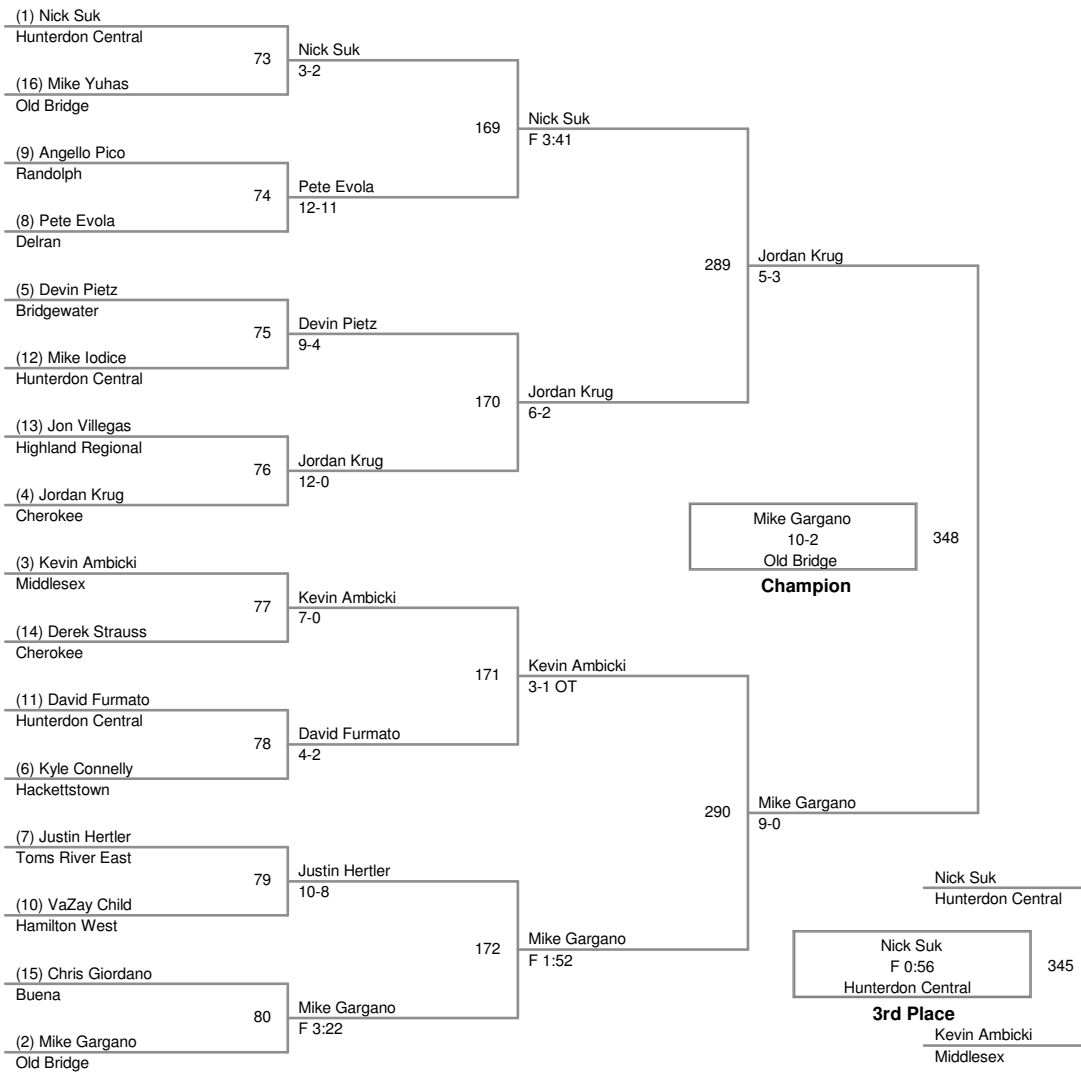 (1) Nick Suk
Hunterdon Central
73
Nick Suk
3-2
(16) Mike Yuhas
Old Bridge
169
Nick Suk
F 3:41
(9) Angello Pico
Randolph
74
Pete Evola
12-11
(8) Pete Evola
Delran
289
Jordan Krug
5-3
(5) Devin Pietz
Bridgewater
75
Devin Pietz
9-4
(12) Mike Iodice
Hunterdon Central
170
Jordan Krug
6-2
(13) Jon Villegas
Highland Regional
76
Jordan Krug
12-0
(4) Jordan Krug
Cherokee
Mike Gargano
10-2
Old Bridge
348
Champion
(3) Kevin Ambicki
Middlesex
77
Kevin Ambicki
7-0
(14) Derek Strauss
Cherokee
171
Kevin Ambicki
3-1 OT
(11) David Furmato
Hunterdon Central
78
David Furmato
4-2
(6) Kyle Connelly
Hackettstown
290
Mike Gargano
9-0
(7) Justin Hertler
Toms River East
79
Justin Hertler
10-8
(10) VaZay Child
Hamilton West
172
Mike Gargano
F 1:52
(15) Chris Giordano
Buena
80
Mike Gargano
F 3:22
(2) Mike Gargano
Old Bridge
Nick Suk
Hunterdon Central
Nick Suk
F 0:56
Hunterdon Central
345
3rd Place
Kevin Ambicki
Middlesex